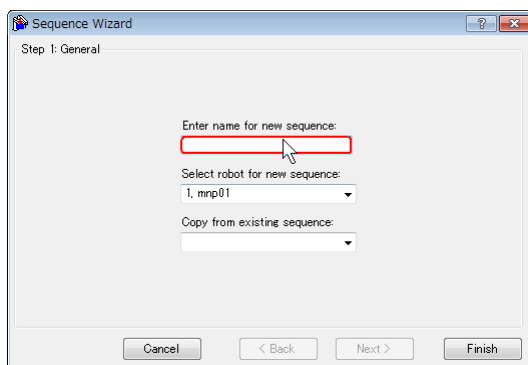 Sequence Wizard
Step 1: General
Enter name for new sequence:
Select robot for new sequence:
1, mnp01
Copy from existing sequence:
Cancel
< Back
Next >
Finish